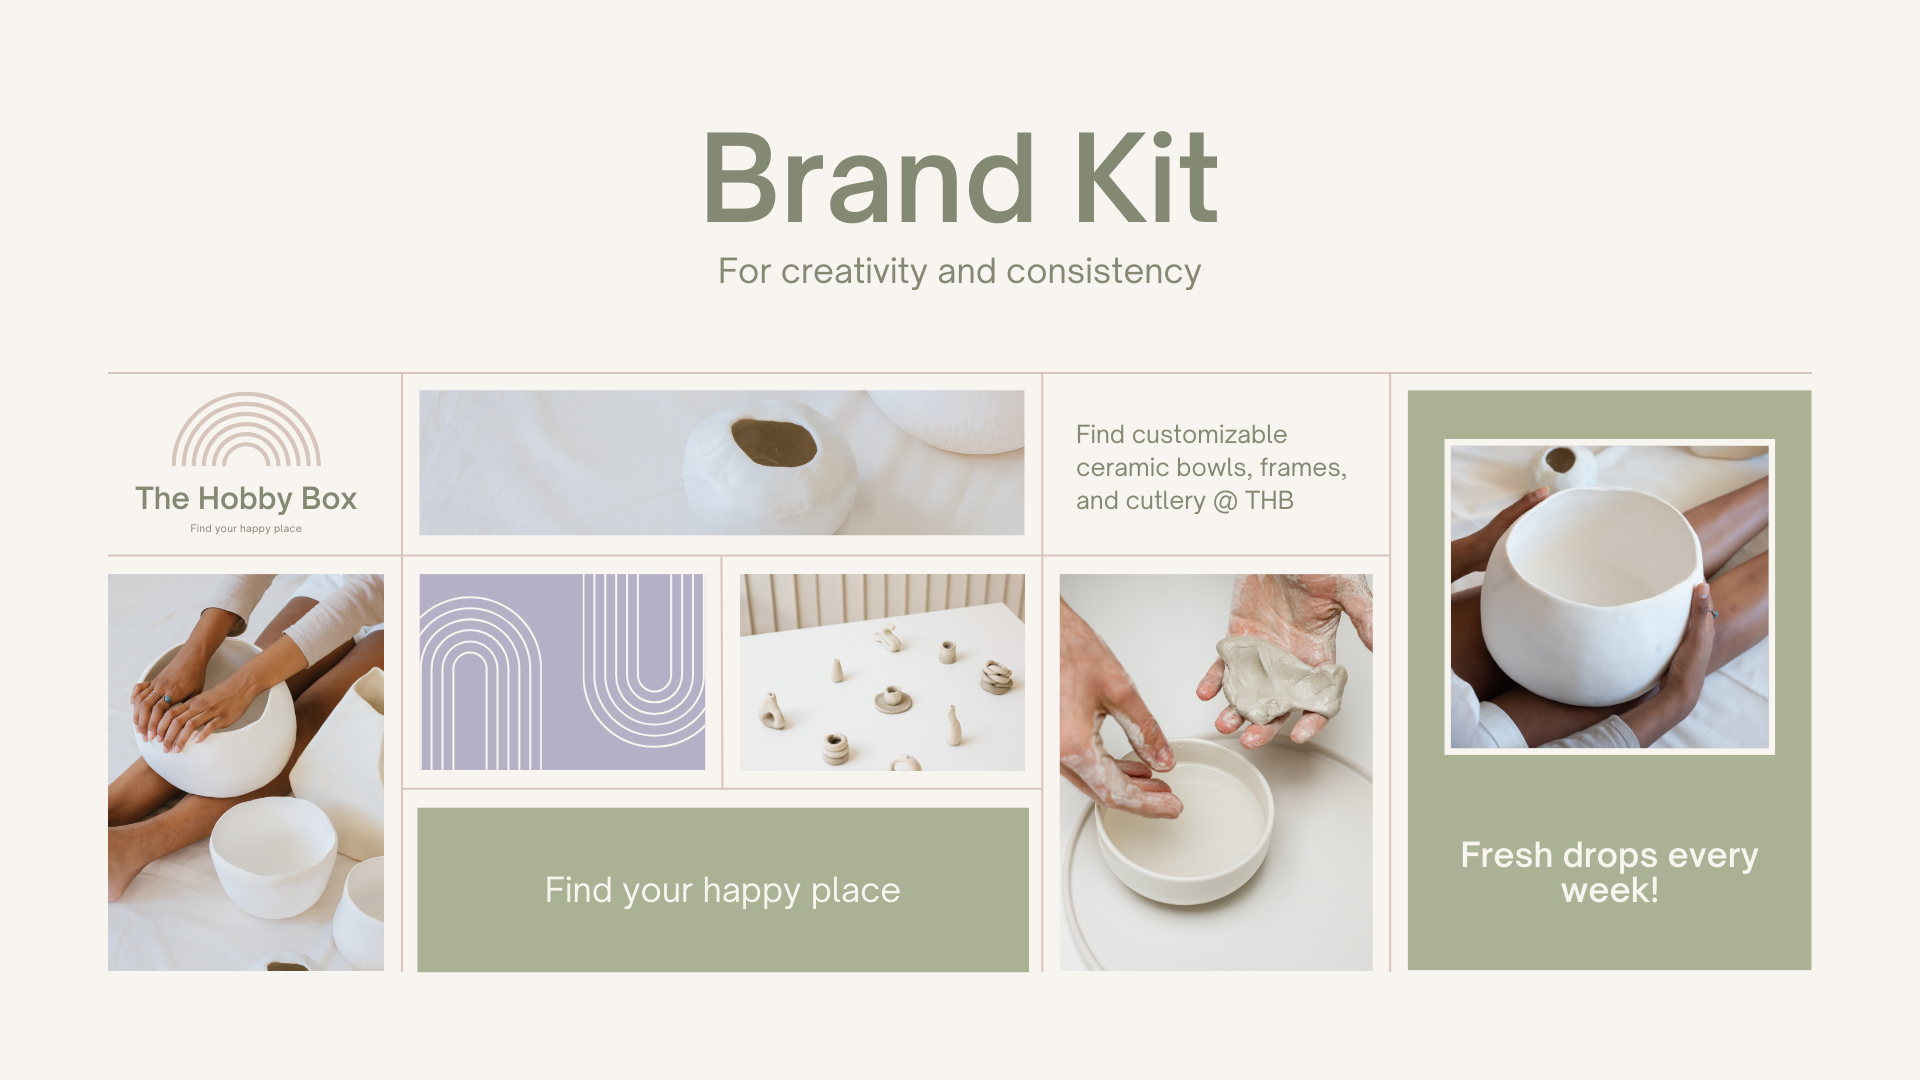 Brand Kit
For creativity and consistency
The Hobby Box
Find your happy place
Find customizable
ceramic bowls, frames,
and cutlery @ THB
Find your happy place
Fresh drops every
week!